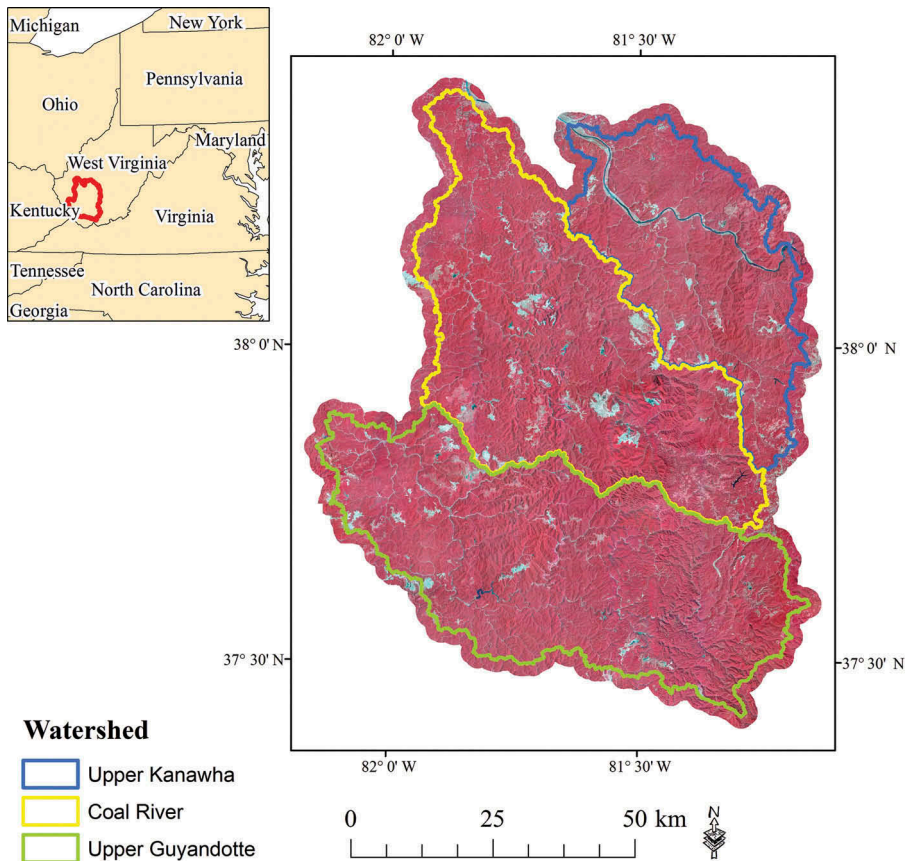 Michigan
New York
Pennsylvania
Ohio
Maryland
West Virginia
Kentucky
Virginia
Tennessee
North Carolina
Georgia
82° 0' W
81° 30' W
38° 0' N
38° 0' N
37° 30' N
37° 30' N
82° 0' W
81° 30' W
Watershed
Upper Kanawha
Coal River
Upper Guyandotte
0 25 50 km
N